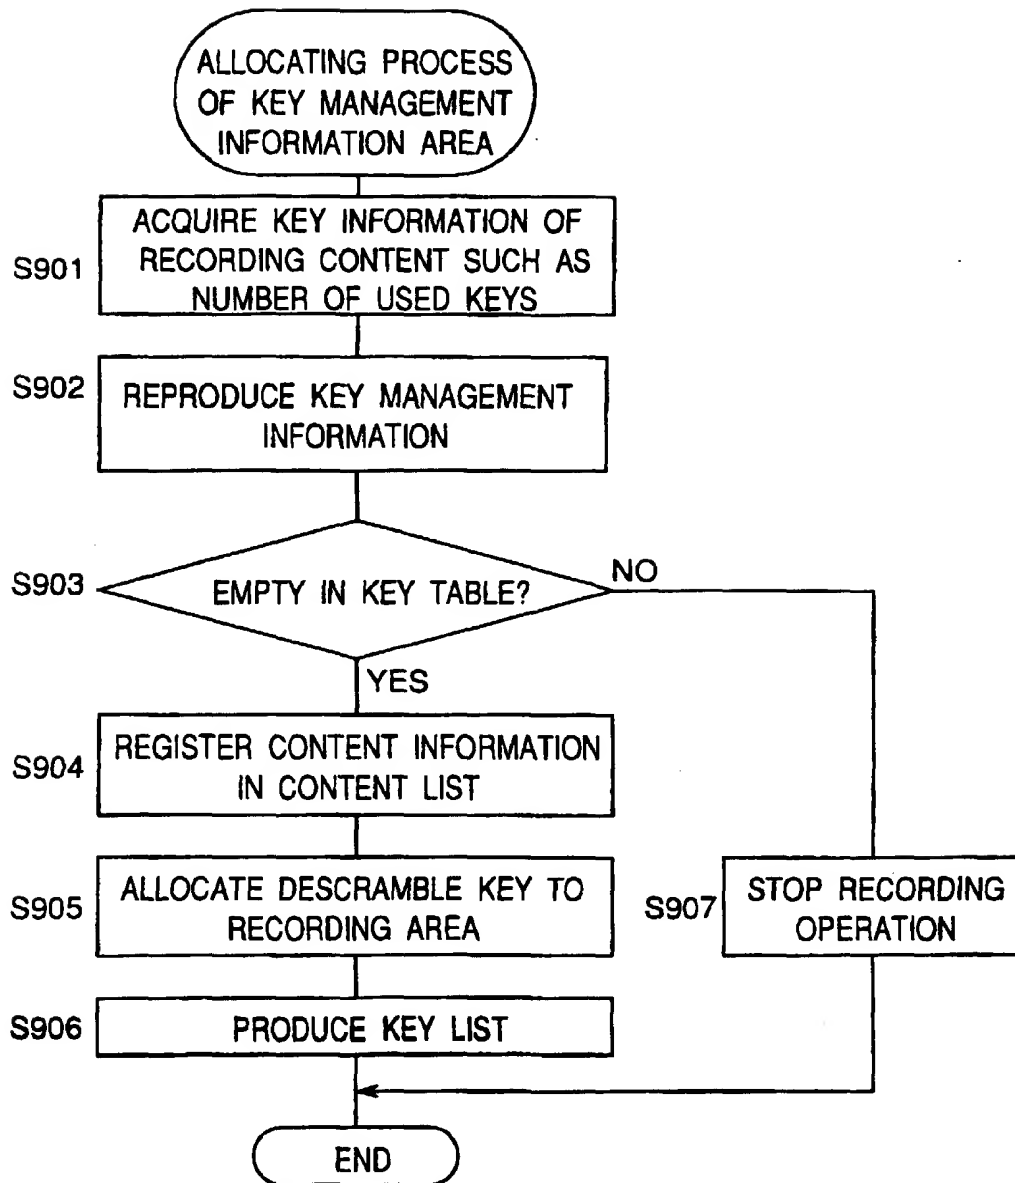 ALLOCATING PROCESS
OF KEY MANAGEMENT
INFORMATION AREA
S901
ACQUIRE KEY INFORMATION OF
RECORDING CONTENT SUCH AS
NUMBER OF USED KEYS
S902
REPRODUCE KEY MANAGEMENT
INFORMATION
S903
EMPTY IN KEY TABLE?
NO
YES
S904
REGISTER CONTENT INFORMATION
IN CONTENT LIST
S905
ALLOCATE DESCRAMBLE KEY TO
RECORDING AREA
S907
STOP RECORDING
OPERATION
S906
PRODUCE KEY LIST
END